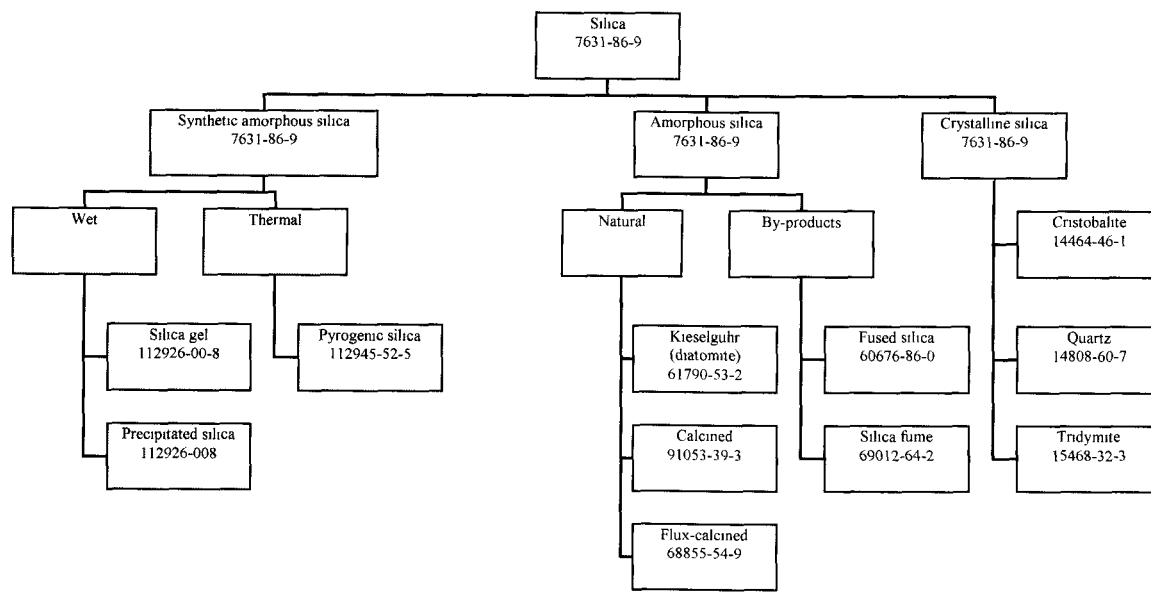 Silica
7631-86-9
Synthetic amorphous silica
7631-86-9
Amorphous silica
7631-86-9
Crystalline silica
7631-86-9
Wet
Thermal
Natural
By-products
Cristobalite
14464-46-1
Silica gel
112926-00-8
Pyrogenic silica
112945-52-5
Kieselguhr
(diatomite)
61790-53-2
Fused silica
60676-86-0
Quartz
14808-60-7
Precipitated silica
112926-008
Calcined
91053-39-3
Silica fume
69012-64-2
Tridymite
15468-32-3
Flux-calcined
68855-54-9